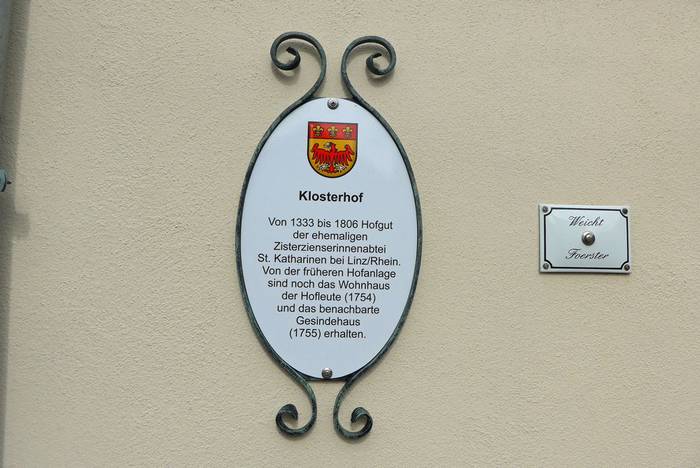 Klosterhof
Von 1333 bis 1806 Hofgut
der ehemaligen
Zisterzienserinnenabtei
St. Katharinen bei Linz/Rhein.
Von der früheren Hofanlage
sind noch das Wohnhaus
der Hofleute (1754)
und das benachbarte
Gesindehaus
(1755) erhalten.
Weicht
Foerster